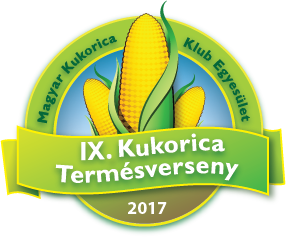 Magyar Kukorica Klub Egyesület
IX. Kukorica
Termésverseny
2017